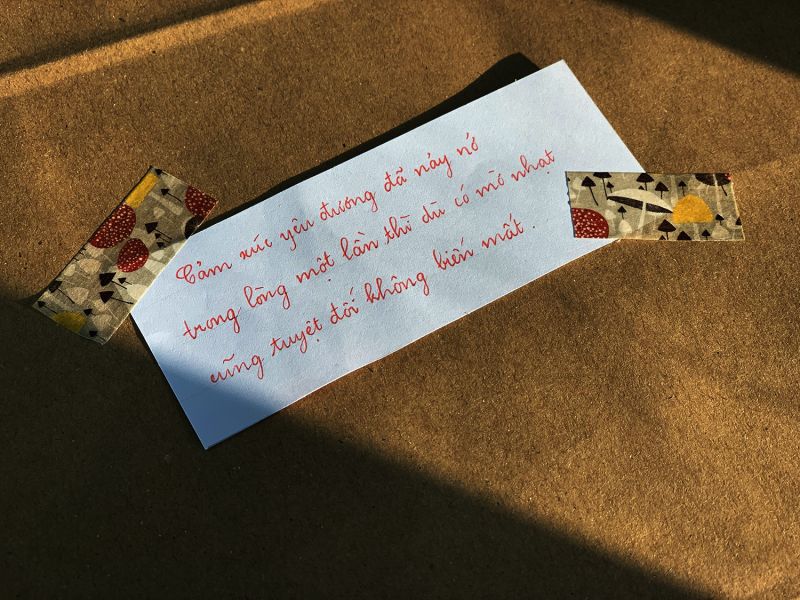 Cảm xúc yêu đương đã nảy nở
trong lòng một lần thì dù có mờ nhạt
cũng tuyệt đối không biến mất.